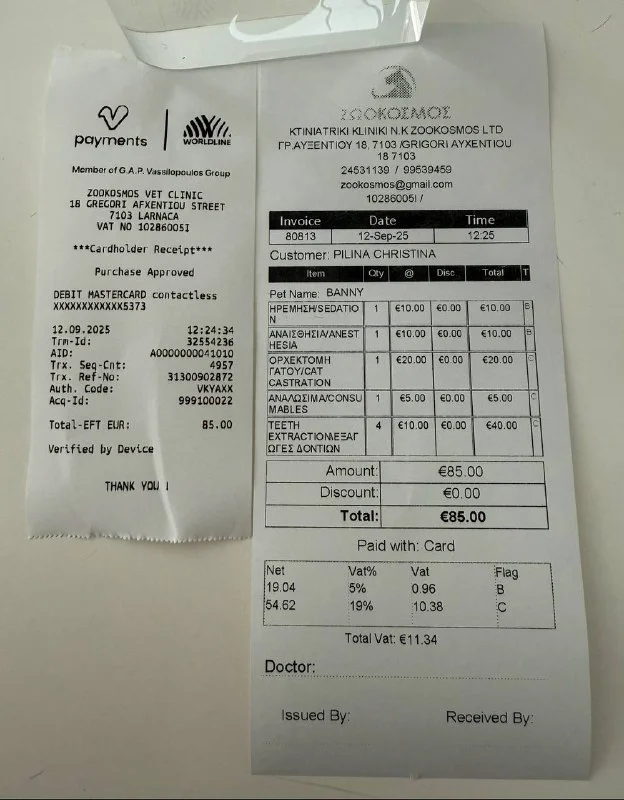 payments
WORLDLINE
Member of G.A.P. Vassilopoulos Group
ZOOKOSMOS VET CLINIC
18 GREGORI AFXENTIOU STREET
7103 LARNACA
VAT NO 10286005I
***Cardholder Receipt***
Purchase Approved
DEBIT MASTERCARD contactless
XXXXXXXXXXXX5373
12.09.2025 12:24:34
Trm-Id: 32554236
AID: A0000000041010
Trx. Seq-Cnt: 4957
Trx. Ref-No: 31300902872
Auth. Code: VKYAXX
Acq-Id: 999100022
Total-EFT EUR: 85.00
Verified by Device
THANK YOU !
ΖΩΟΚΟΣΜΟΣ
KTINIATRIKI KLINIKI N.K ZOOKOSMOS LTD
ΓΡ.ΑΥΞΕΝΤΙΟΥ 18, 7103 /GRIGORI AYXENTIOU
18 7103
24531139 / 99539459
zookosmos@gmail.com
10286005I /
Invoice Date Time
80813 12-Sep-25 12:25
Customer: PILINA CHRISTINA
Item Qty @ Disc Total T
Pet Name: BANNY
ΗΡΕΜΗΣΗ/SEDATIO 1 €10.00 €0.00 €10.00 B
N
ΑΝΑΙΣΘΗΣΙΑ/ANEST 1 €10.00 €0.00 €10.00 B
HESIA
ΟΡΧΕΚΤΟΜΗ 1 €20.00 €0.00 €20.00 C
ΓΑΤΟΥ/CAT
CASTRATION
ΑΝΑΛΩΣΙΜΑ/CONSU 1 €5.00 €0.00 €5.00 C
MABLES
TEETH 4 €10.00 €0.00 €40.00 C
EXTRACTION\ΕΞΑΓ
ΩΓΕΣ ΔΟΝΤΙΩΝ
Amount: €85.00
Discount: €0.00
Total: €85.00
Paid with: Card
Net Vat% Vat Flag
19.04 5% 0.96 B
54.62 19% 10.38 C
Total Vat: €11.34
Doctor:
Issued By: Received By: